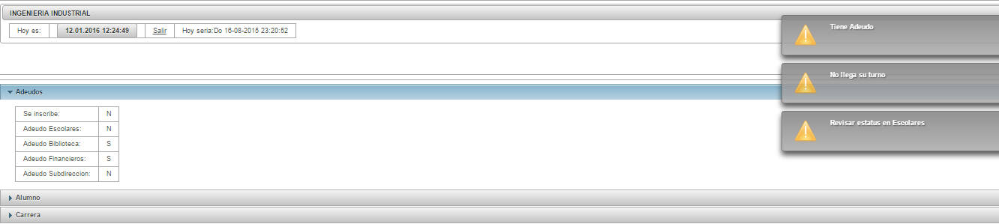 INGENIERIA INDUSTRIAL
Hoy es: 12.01.2016 12:24:49 Salir Hoy seria:Do 16-08-2015 23:20:52
Tiene Adeudo
No llega su turno
Revisar estatus en Escolares
Adeudos
Se inscribe: N
Adeudo Escolares: N
Adeudo Biblioteca: S
Adeudo Financieros: S
Adeudo Subdireccion: N
Alumno
Carrera